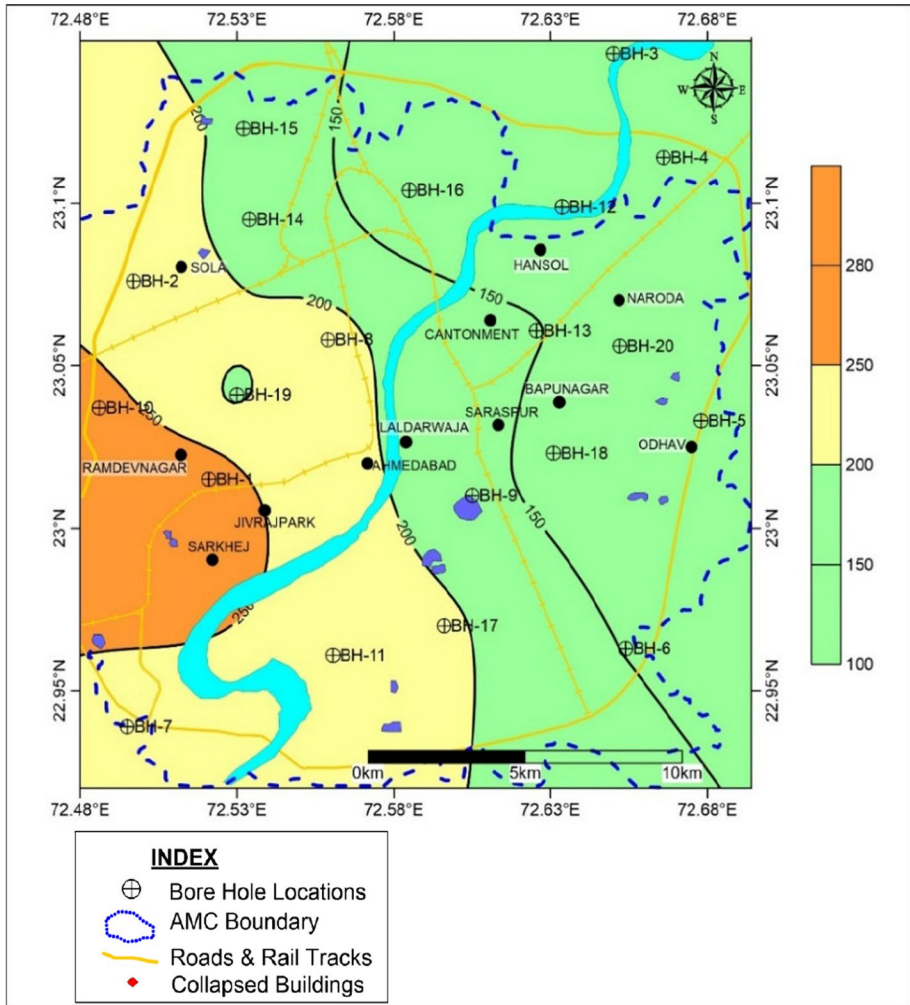 72.48°E 72.53°E 72.58°E 72.63°E 72.68°E
BH-3
N
W E
S
200
150
BH-15
BH-4
BH-16
23.1°N
23.1°N
BH-12
BH-14
HANSOL
280
SOLA
BH-2
200
150
NARODA
CANTONMENT
BH-13
BH-8
BH-20
23.05°N
23.05°N
250
BH-19
BAPUNAGAR
BH-10
250
SARASPUR
BH-5
LALDARWAJA
ODHAV
RAMDEVNAGAR
BH-18
AHMEDABAD
200
BH-1
BH-9
150
JIVRAJPARK
23°N
200
23°N
SARKHEJ
150
250
BH-17
BH-6
BH-11
100
22.95°N
22.95°N
BH-7
0km 5km 10km
72.48°E 72.53°E 72.58°E 72.63°E 72.68°E
INDEX
Bore Hole Locations
AMC Boundary
Roads & Rail Tracks
Collapsed Buildings